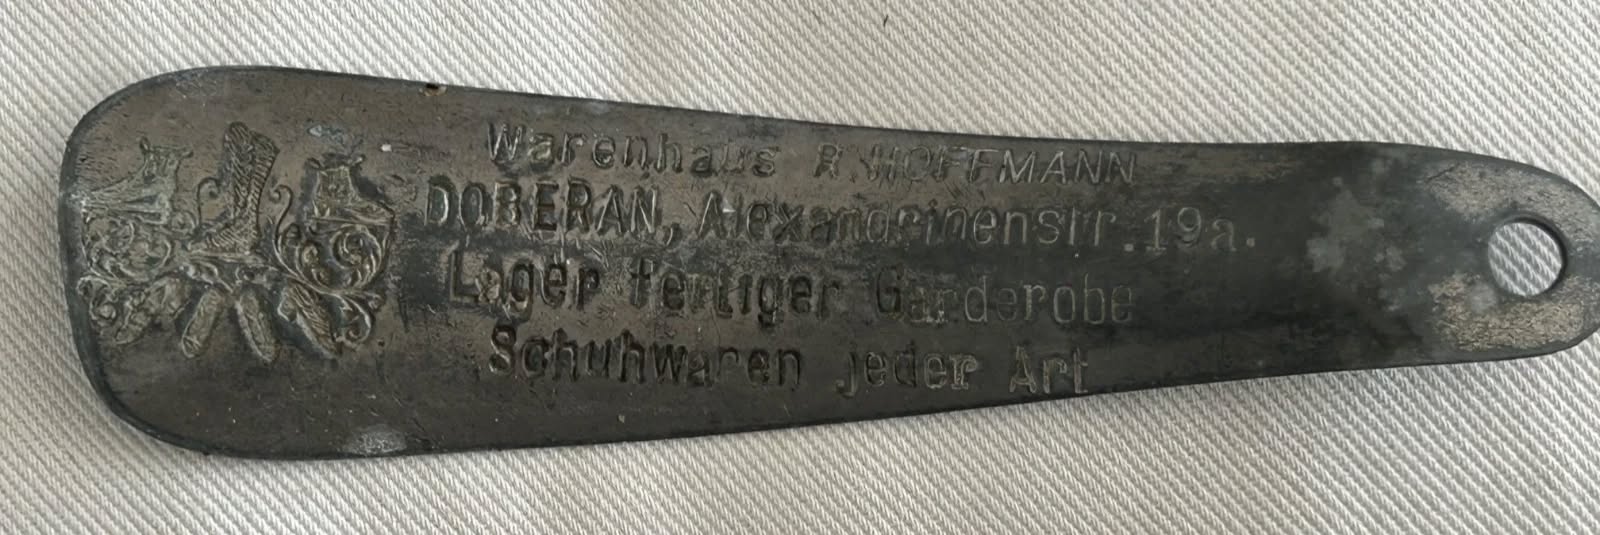 Warenhaus R. HOFFMANN
DOBERAN, Alexandrinenstr. 19a.
Lager fertiger Garderobe
Schuhwaren jeder Art